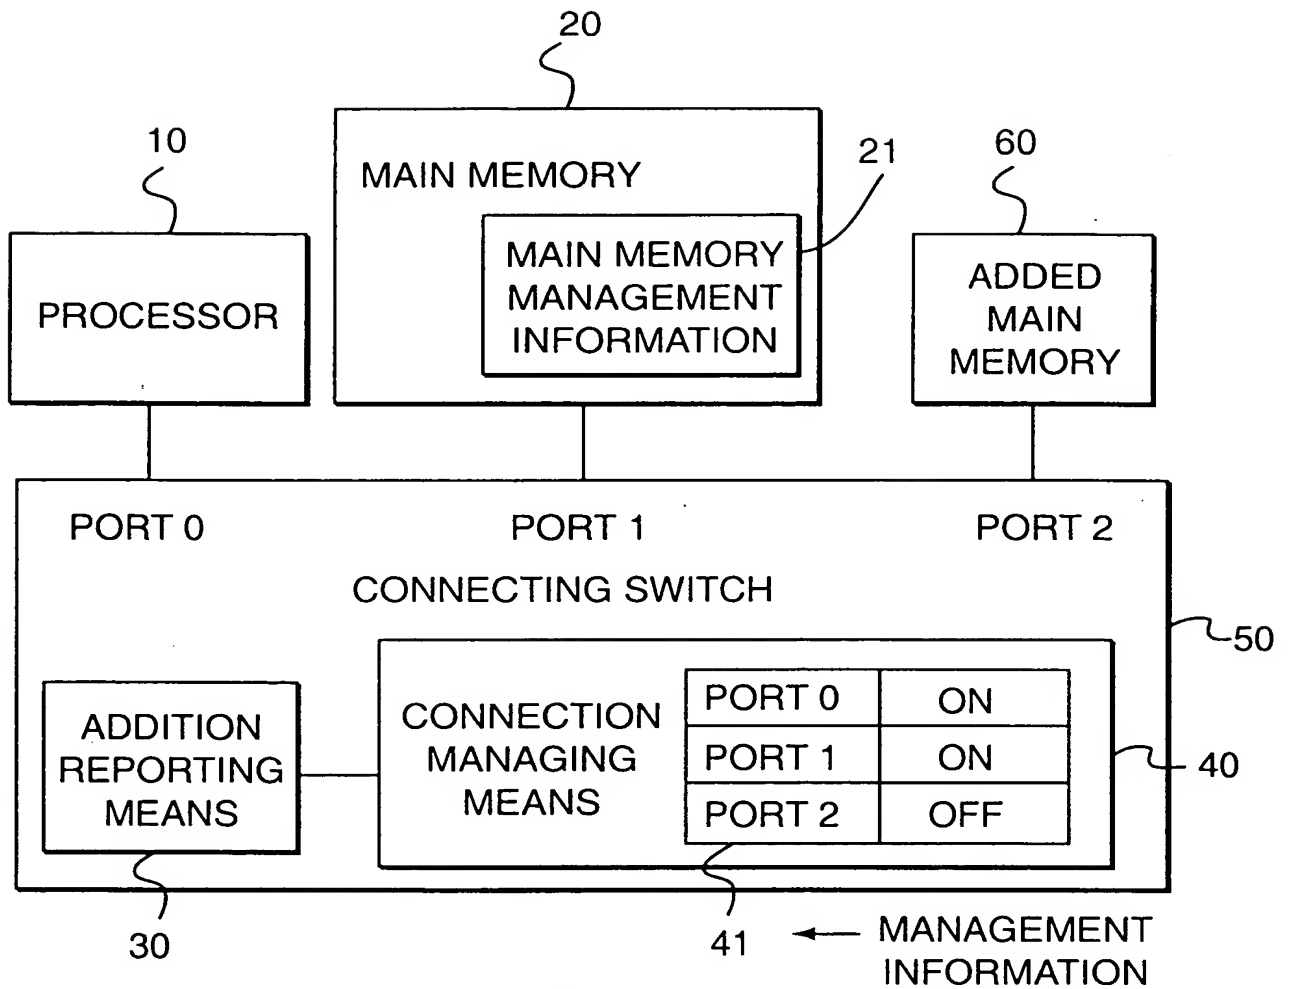 20
10
21
60
MAIN MEMORY
MAIN MEMORY
MANAGEMENT
INFORMATION
PROCESSOR
ADDED
MAIN
MEMORY
PORT 0
PORT 1
PORT 2
CONNECTING SWITCH
50
ADDITION
REPORTING
MEANS
CONNECTION
MANAGING
MEANS
PORT 0 ON
PORT 1 ON
PORT 2 OFF
40
30
41
MANAGEMENT
INFORMATION